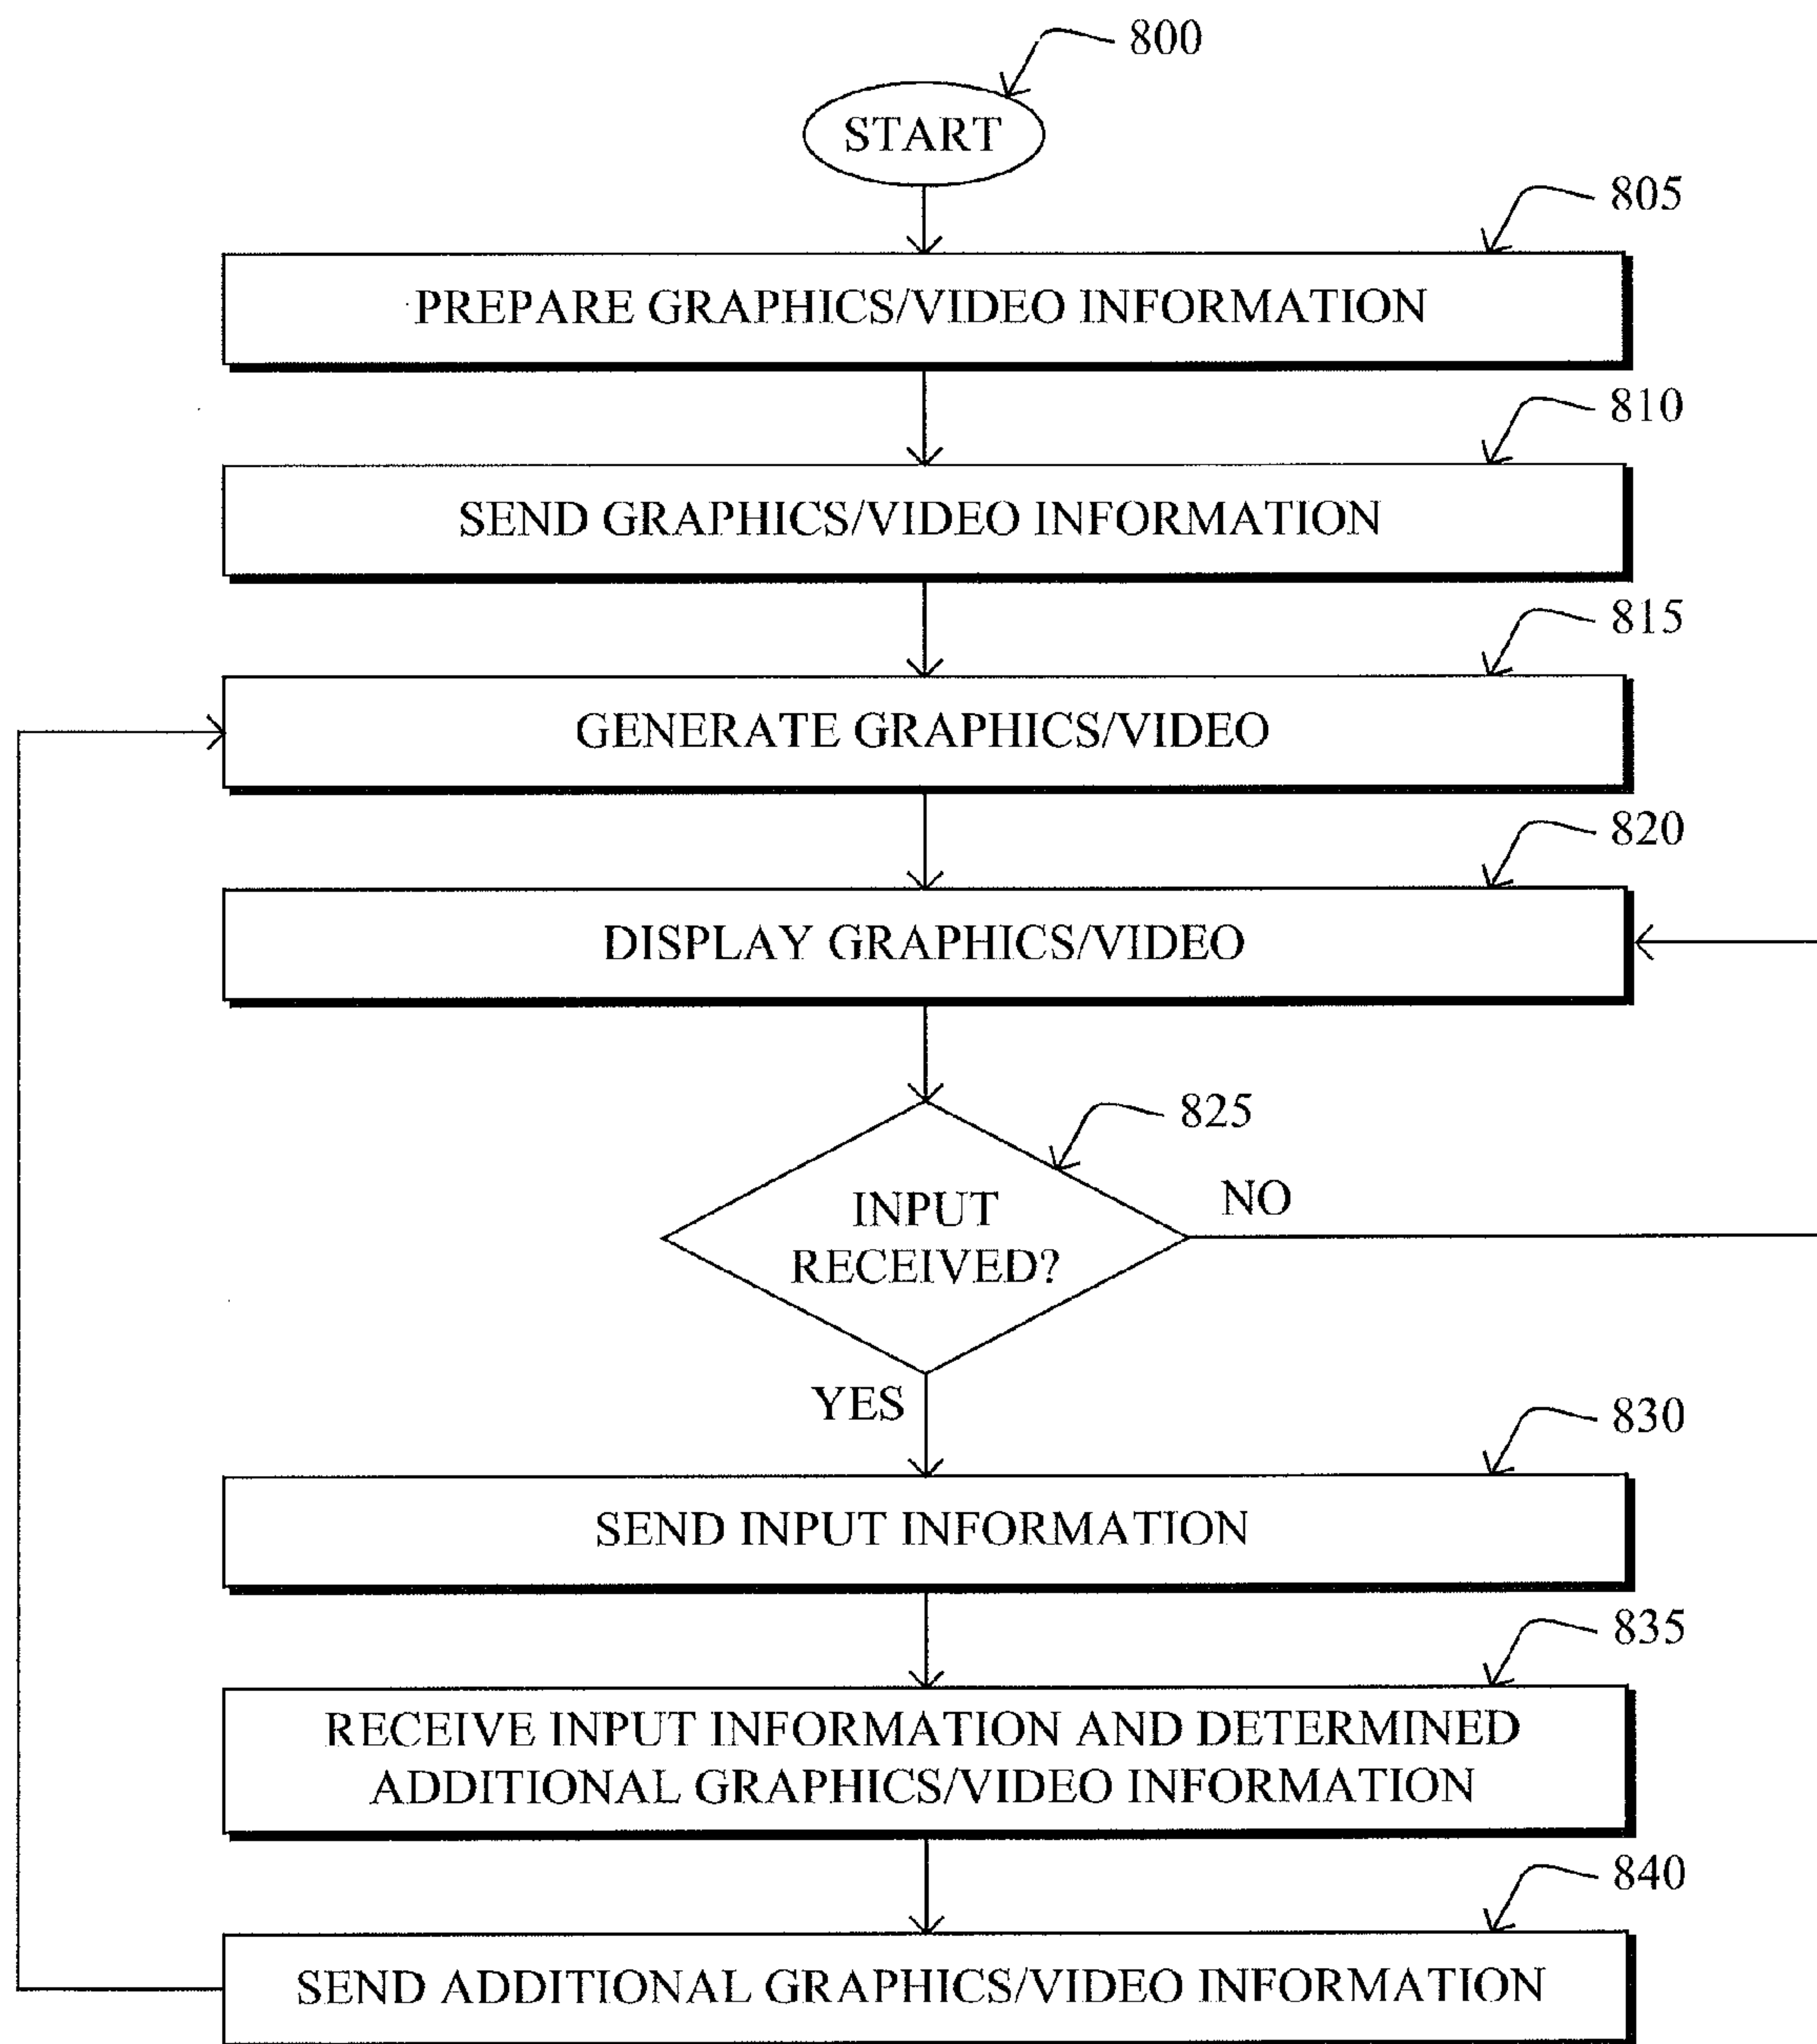 800
START
805
PREPARE GRAPHICS/VIDEO INFORMATION
810
SEND GRAPHICS/VIDEO INFORMATION
815
GENERATE GRAPHICS/VIDEO
820
DISPLAY GRAPHICS/VIDEO
825
INPUT
RECEIVED?
NO
YES
830
SEND INPUT INFORMATION
835
RECEIVE INPUT INFORMATION AND DETERMINED
ADDITIONAL GRAPHICS/VIDEO INFORMATION
840
SEND ADDITIONAL GRAPHICS/VIDEO INFORMATION